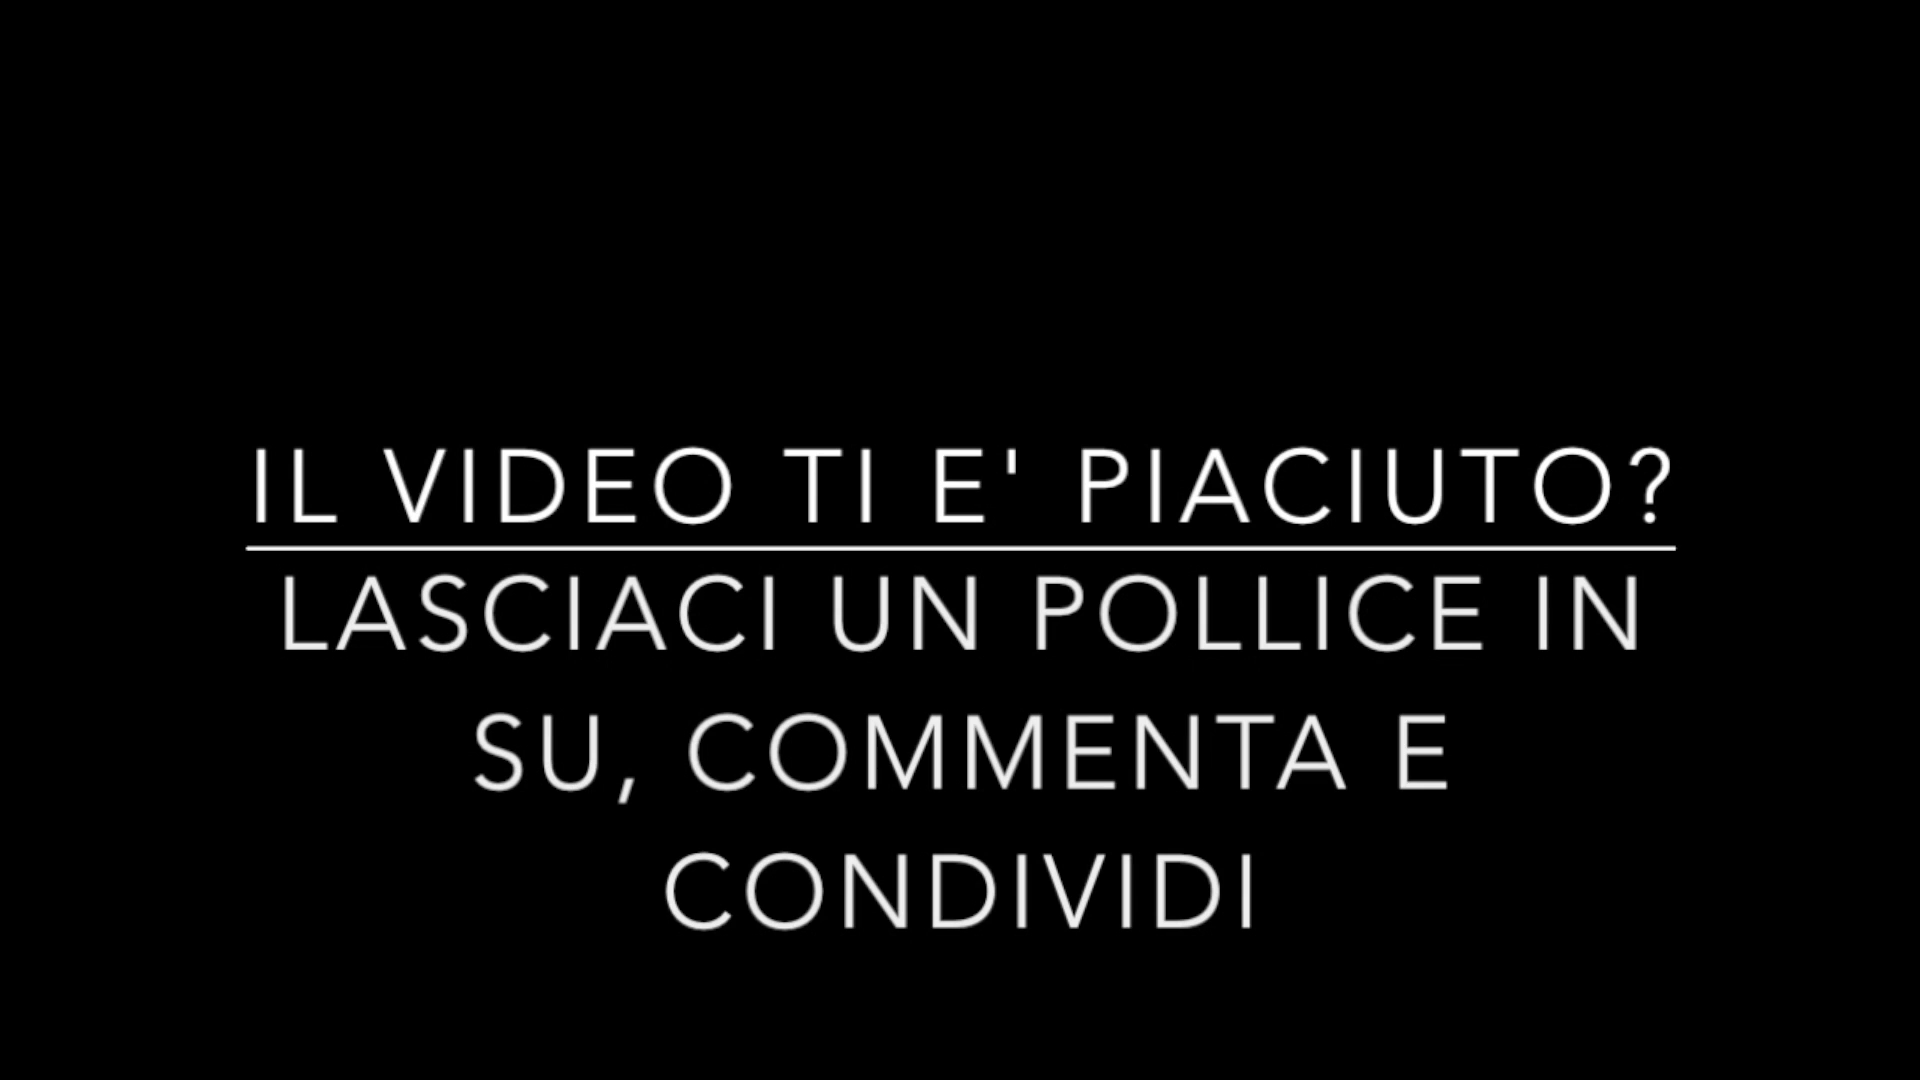 IL VIDEO TI E' PIACIUTO?
LASCIACI UN POLLICE IN
SU, COMMENTA E
CONDIVIDI